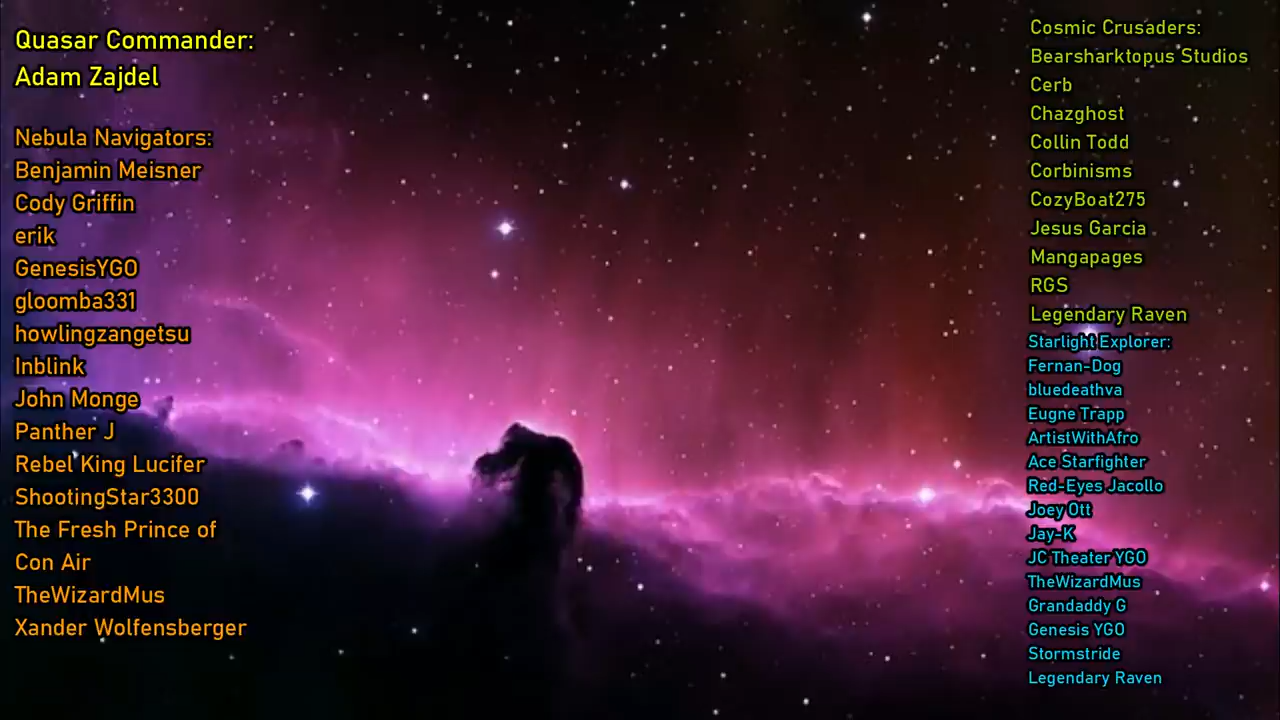 Quasar Commander:
Adam Zajdel
Nebula Navigators:
Benjamin Meisner
Cody Griffin
erik
GenesisYGO
gloomba331
howlingzangetsu
Inblink
John Monge
Panther J
Rebel King Lucifer
ShootingStar3300
The Fresh Prince of
Con Air
TheWizardMus
Xander Wolfensberger
Cosmic Crusaders:
Bearsharktopus Studios
Cerb
Chazghost
Collin Todd
Corbinisms
CozyBoat275
Jesus Garcia
Mangapages
RGS
Legendary Raven
Starlight Explorer:
Fernan-Dog
bluedeathva
Eugne Trapp
ArtistWithAfro
Ace Starfighter
Red-Eyes Jacollo
Joey Ott
Jay-K
JC Theater YGO
TheWizardMus
Grandaddy G
Genesis YGO
Stormstride
Legendary Raven